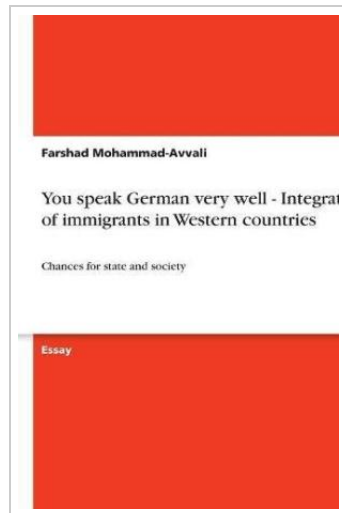 Farshad Mohammad-Avvali
You speak German very well - Integrat
of immigrants in Western countries
Chances for state and society
Essay